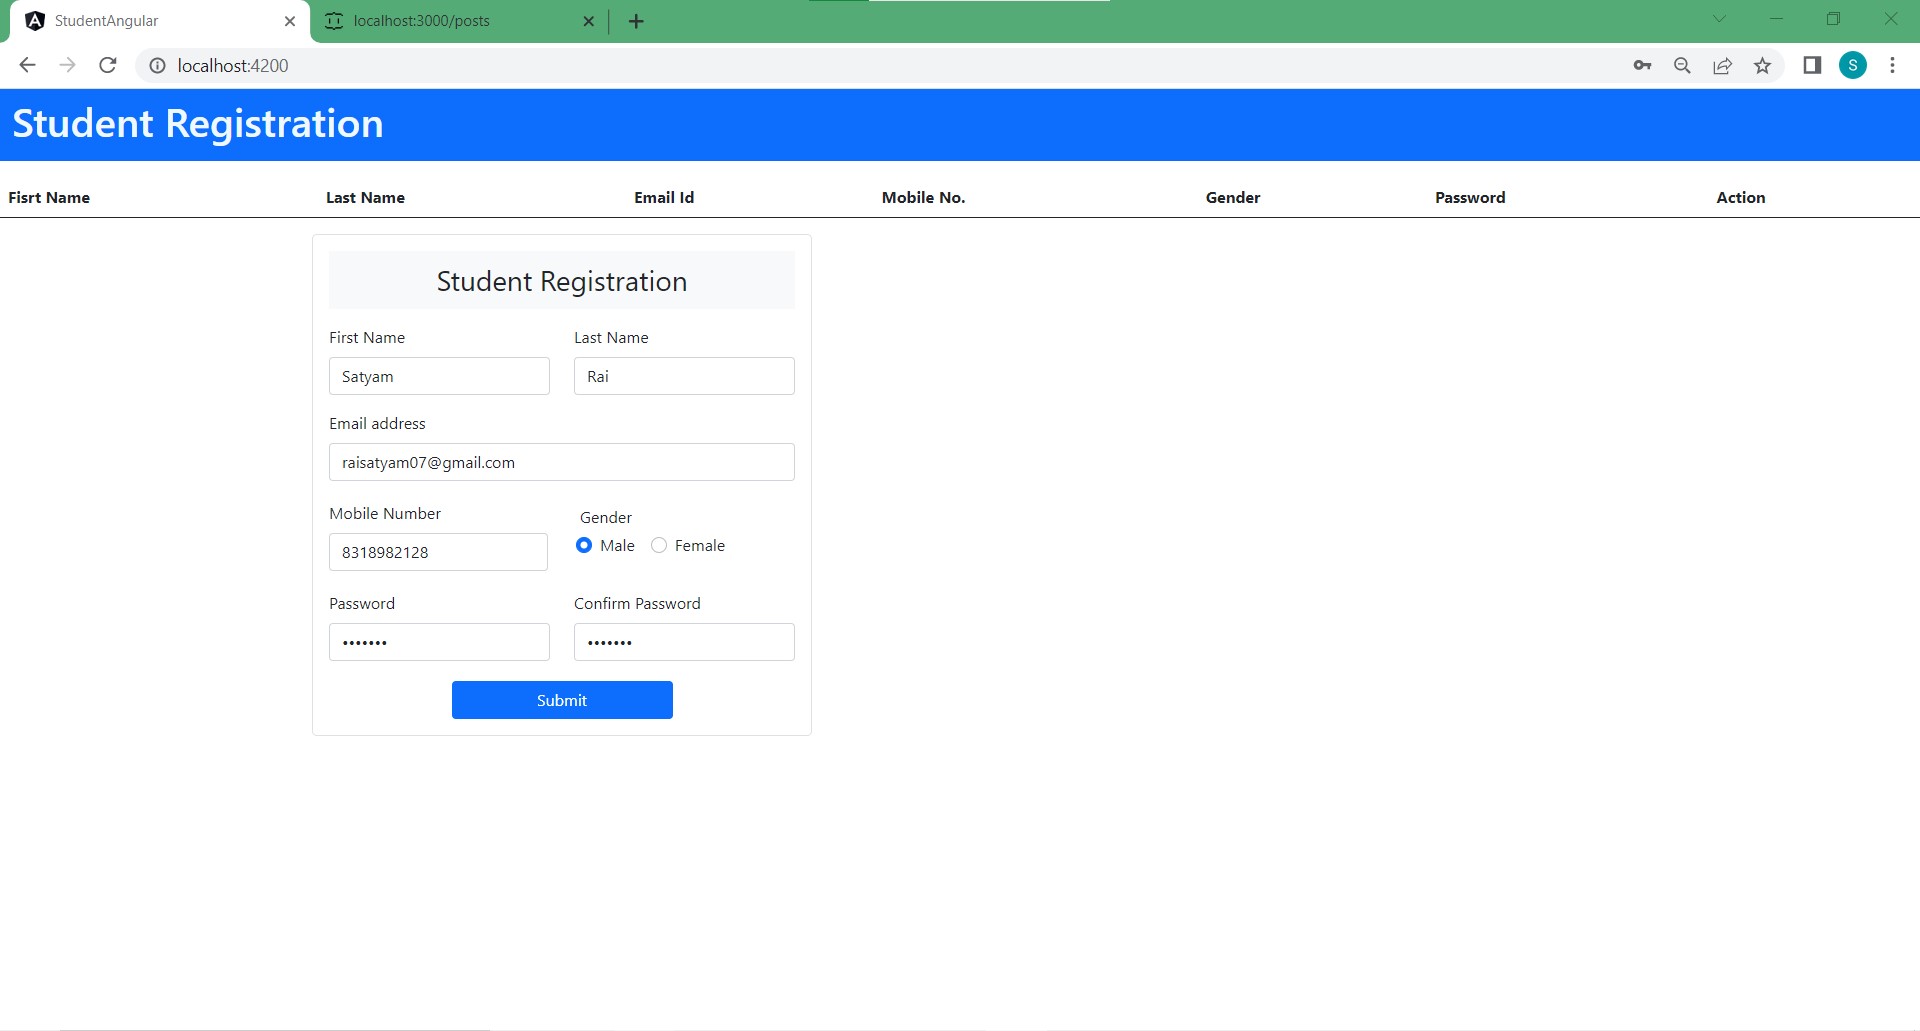 StudentAngular
localhost:3000/posts
localhost:4200
S
Student Registration
Fisrt Name Last Name Email Id Mobile No. Gender Password Action
Student Registration
First Name Last Name
Satyam Rai
Email address
raisatyam07@gmail.com
Mobile Number Gender
8318982128 Male Female
Password Confirm Password
••••••• •••••••
Submit